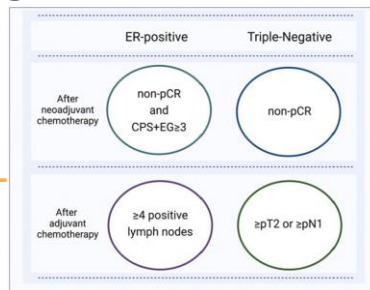 ER-positive Triple-Negative
After
neoadjuvant
chemotherapy
non-pCR
and
CPS+EG≥3
non-pCR
After
adjuvant
chemotherapy
≥4 positive
lymph nodes
≥pT2 or ≥pN1